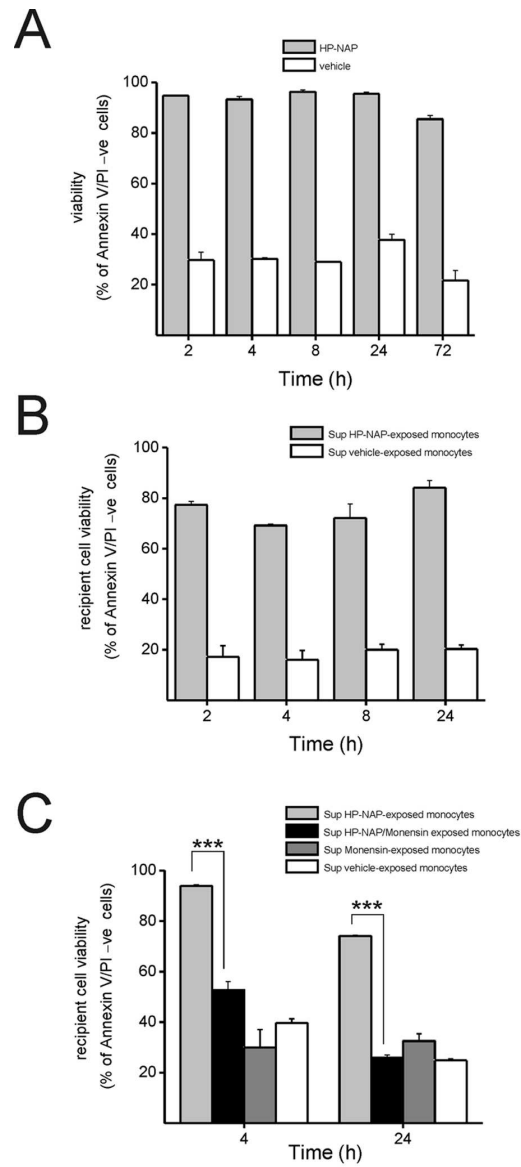 A
HP-NAP
vehicle
viability
(% of Annexin V/PI –ve cells)
100
80
60
40
20
2 4 8 24 72
Time (h)
B
Sup HP-NAP-exposed monocytes
Sup vehicle-exposed monocytes
recipient cell viability
(% of Annexin V/PI –ve cells)
100
80
60
40
20
2 4 8 24
Time (h)
C
Sup HP-NAP-exposed monocytes
Sup HP-NAP/Monensin exposed monocytes
Sup Monensin-exposed monocytes
Sup vehicle-exposed monocytes
recipient cell viability
(% of Annexin V/PI –ve cells)
100
80
60
40
20
***
***
4 24
Time (h)